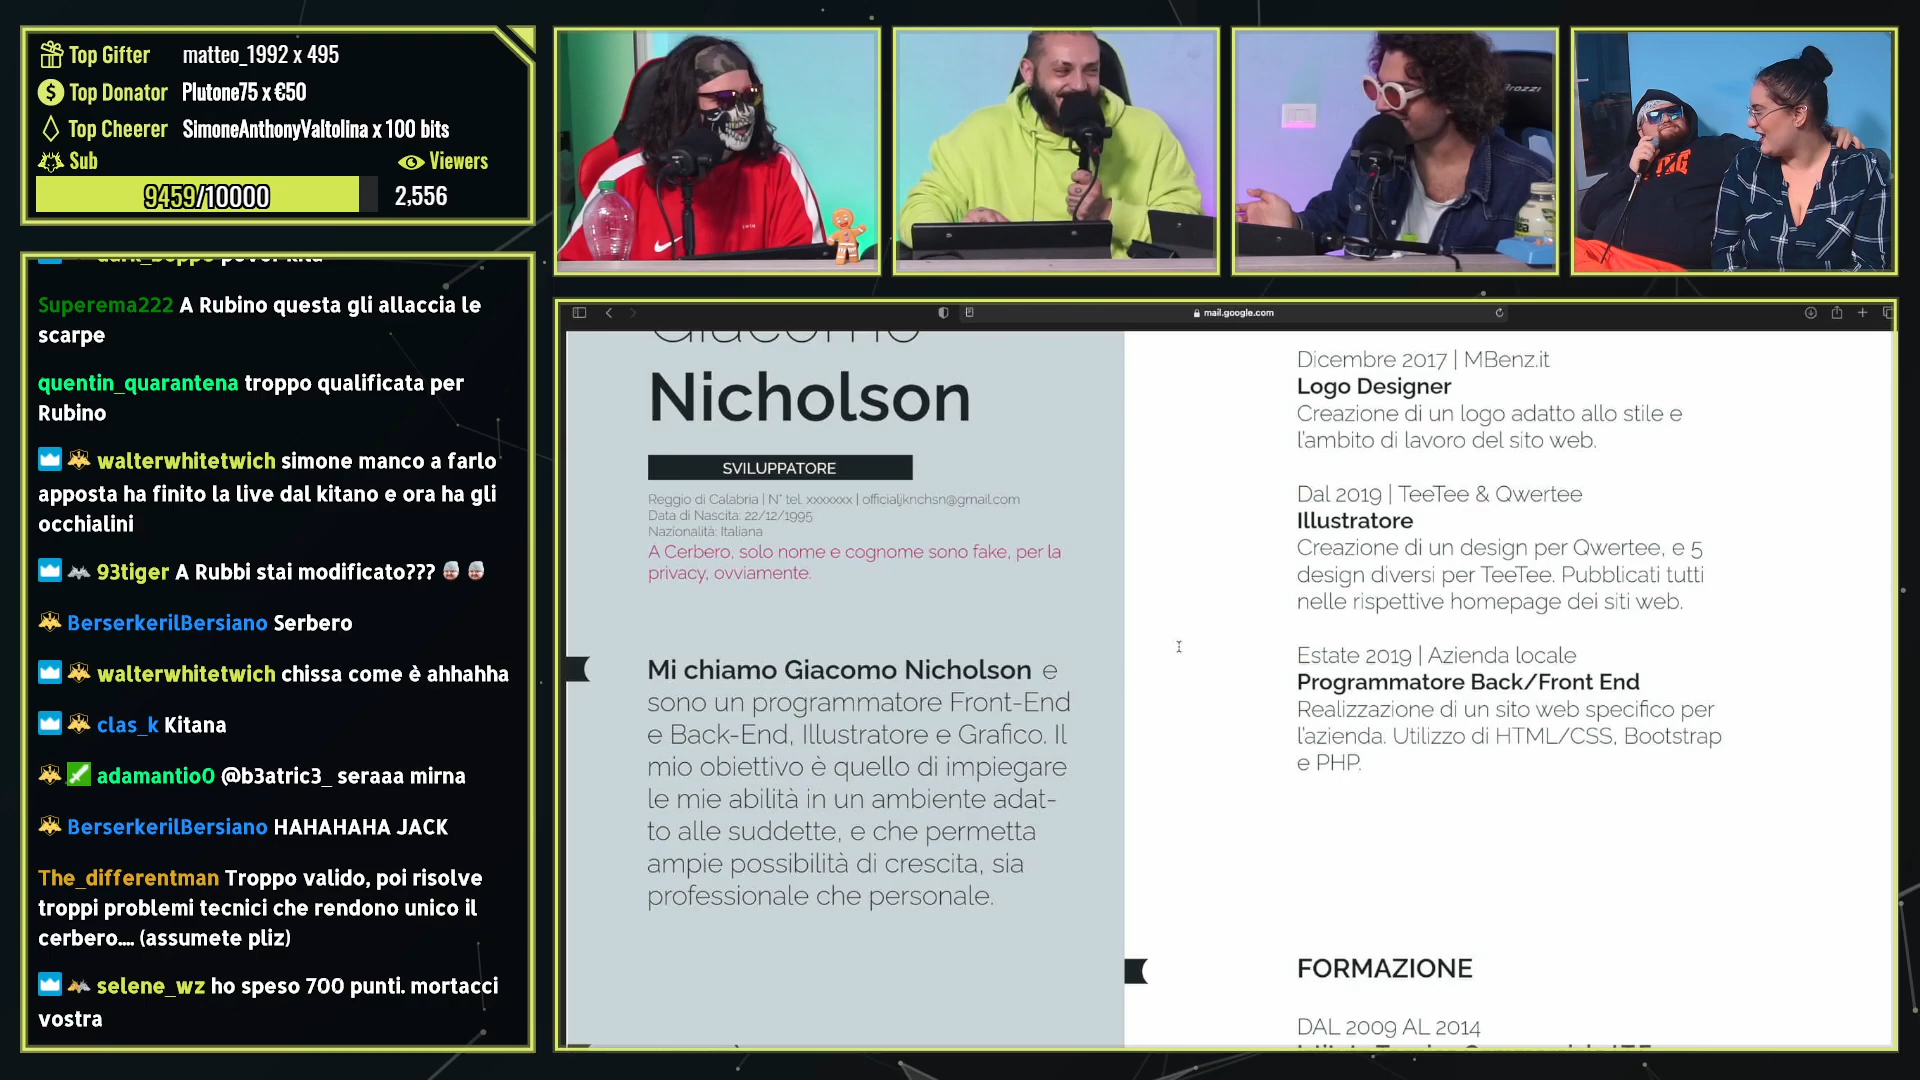 Top Gifter matteo_1992 x 495
Top Donator Plutone75 x €50
Top Cheerer SimoneAnthonyValtolina x 100 bits
Sub Viewers
9459/10000 2,556
Superema222 A Rubino questa gli allaccia le
scarpe
quentin_quarantena troppo qualificata per
Rubino
walterwhitetwich simone manco a farlo
apposta ha finito la live dal kitano e ora ha gli
occhialini
93tiger A Rubbi stai modificato???
BerserkerilBersiano Serbero
walterwhitetwich chissa come è ahhahha
clas_k Kitana
adamantio0 @b3atric3_ seraaa mirna
BerserkerilBersiano HAHAHAHA JACK
The_differentman Troppo valido, poi risolve
troppi problemi tecnici che rendono unico il
cerbero.... (assumete pliz)
selene_wz ho speso 700 punti. mortacci
vostra
mail.google.com
Giacomo
Nicholson
SVILUPPATORE
Reggio di Calabria | N° tel. xxxxxxx | officialjknchsn@gmail.com
Data di Nascita: 22/12/1995
Nazionalità: Italiana
A Cerbero, solo nome e cognome sono fake, per la
privacy, ovviamente.
Mi chiamo Giacomo Nicholson e
sono un programmatore Front-End
e Back-End, Illustratore e Grafico. Il
mio obiettivo è quello di impiegare
le mie abilità in un ambiente adat-
to alle suddette, e che permetta
ampie possibilità di crescita, sia
professionale che personale.
Dicembre 2017 | MBenz.it
Logo Designer
Creazione di un logo adatto allo stile e
l'ambito di lavoro del sito web.
Dal 2019 | TeeTee & Qwertee
Illustratore
Creazione di un design per Qwertee, e 5
design diversi per TeeTee. Pubblicati tutti
nelle rispettive homepage dei siti web.
Estate 2019 | Azienda locale
Programmatore Back/Front End
Realizzazione di un sito web specifico per
l'azienda. Utilizzo di HTML/CSS, Bootstrap
e PHP.
FORMAZIONE
DAL 2009 AL 2014